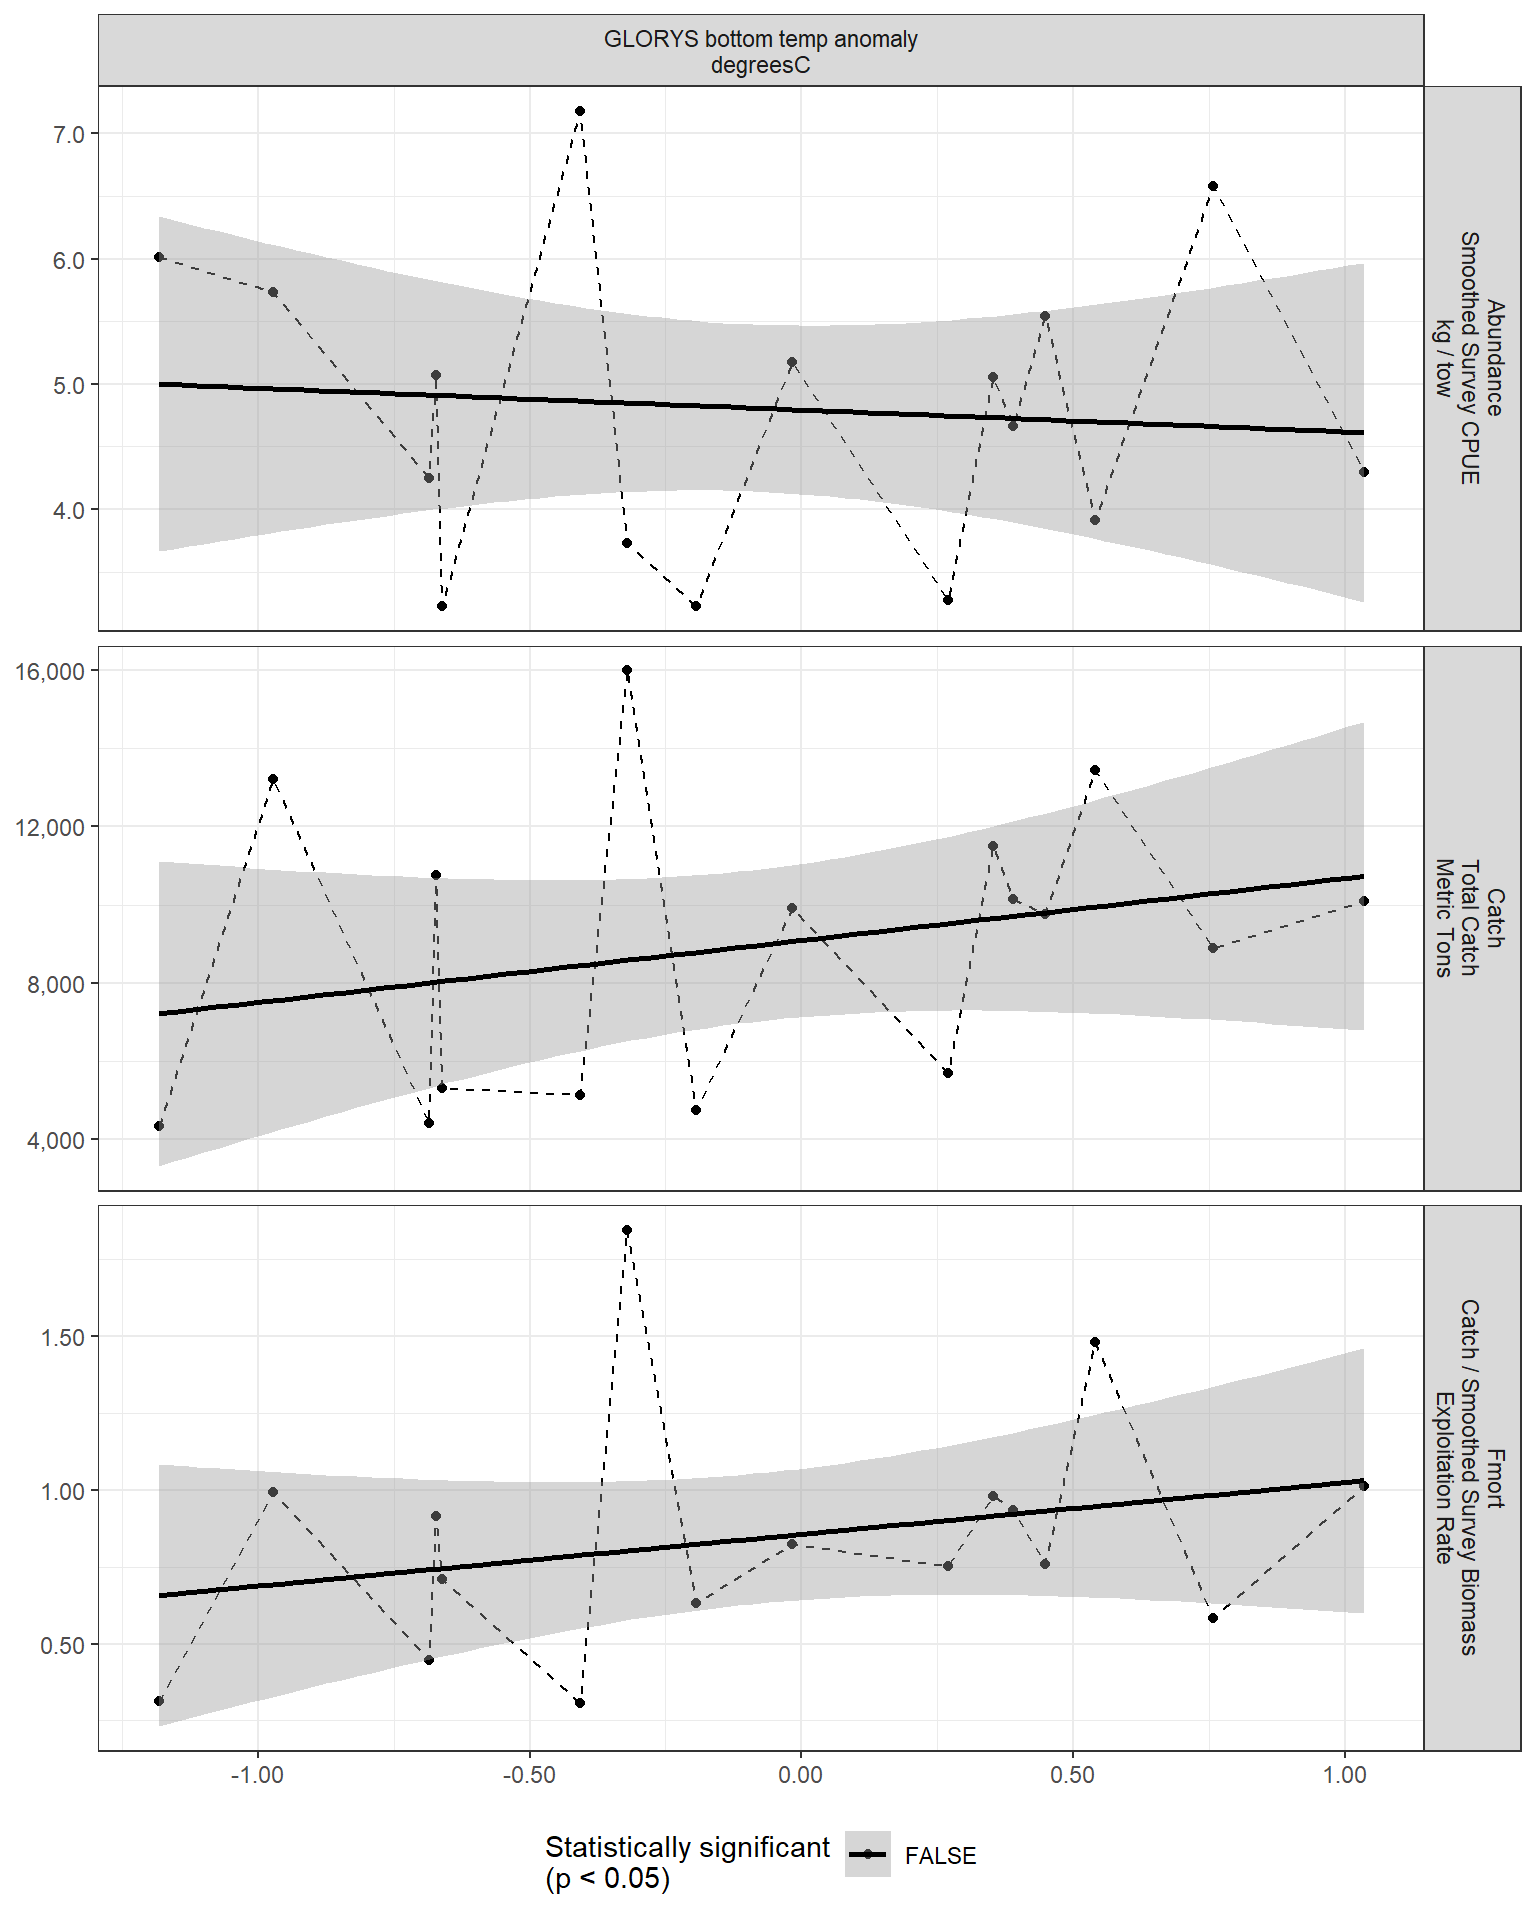 GLORYS bottom temp anomaly
degreesC
7.0
6.0
5.0
4.0
Abundance
Smoothed Survey CPUE
kg / tow
16,000
12,000
8,000
4,000
Catch
Total Catch
Metric Tons
1.50
1.00
0.50
Fmort
Catch / Smoothed Survey Biomass
Exploitation Rate
-1.00
-0.50
0.00
0.50
1.00
Statistically significant
(p < 0.05)
FALSE